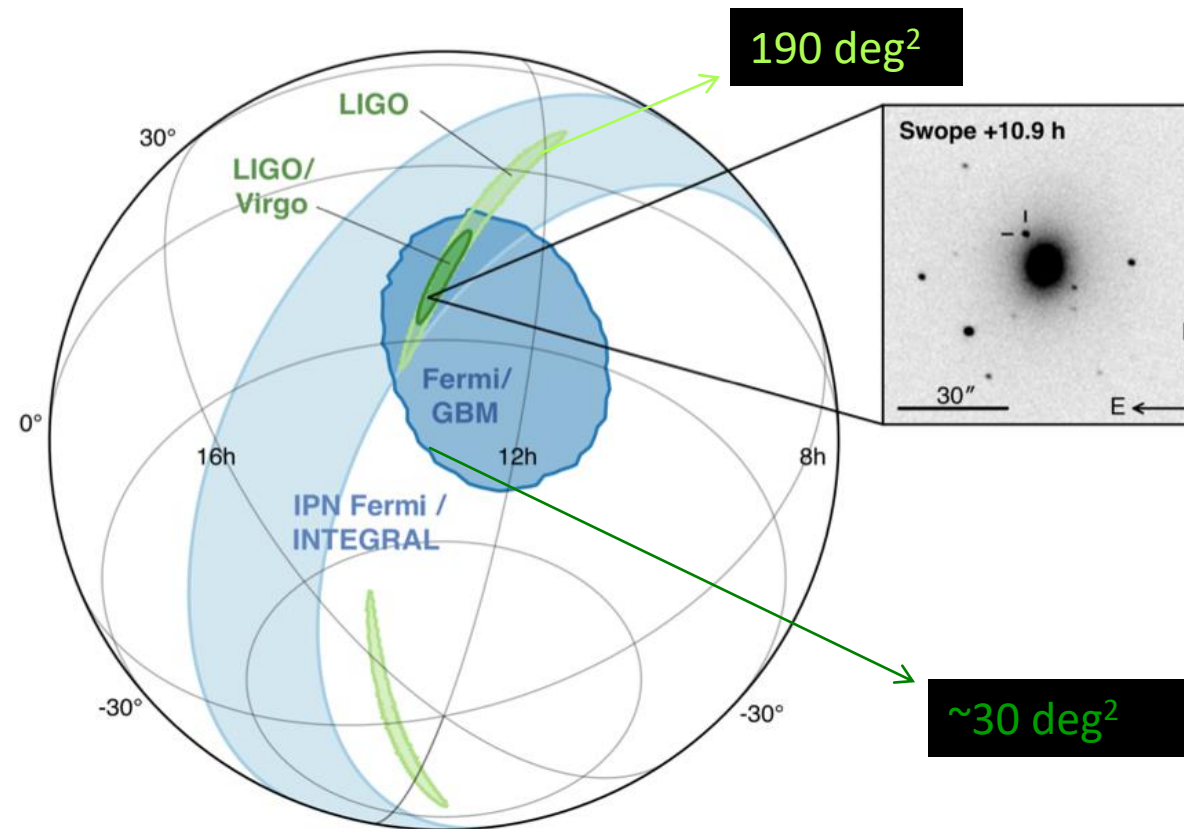 190 deg²
LIGO
30°
LIGO/
Virgo
Swope +10.9 h
30″
E
Fermi/
GBM
0°
16h
12h
8h
IPN Fermi /
INTEGRAL
-30°
-30°
~30 deg²